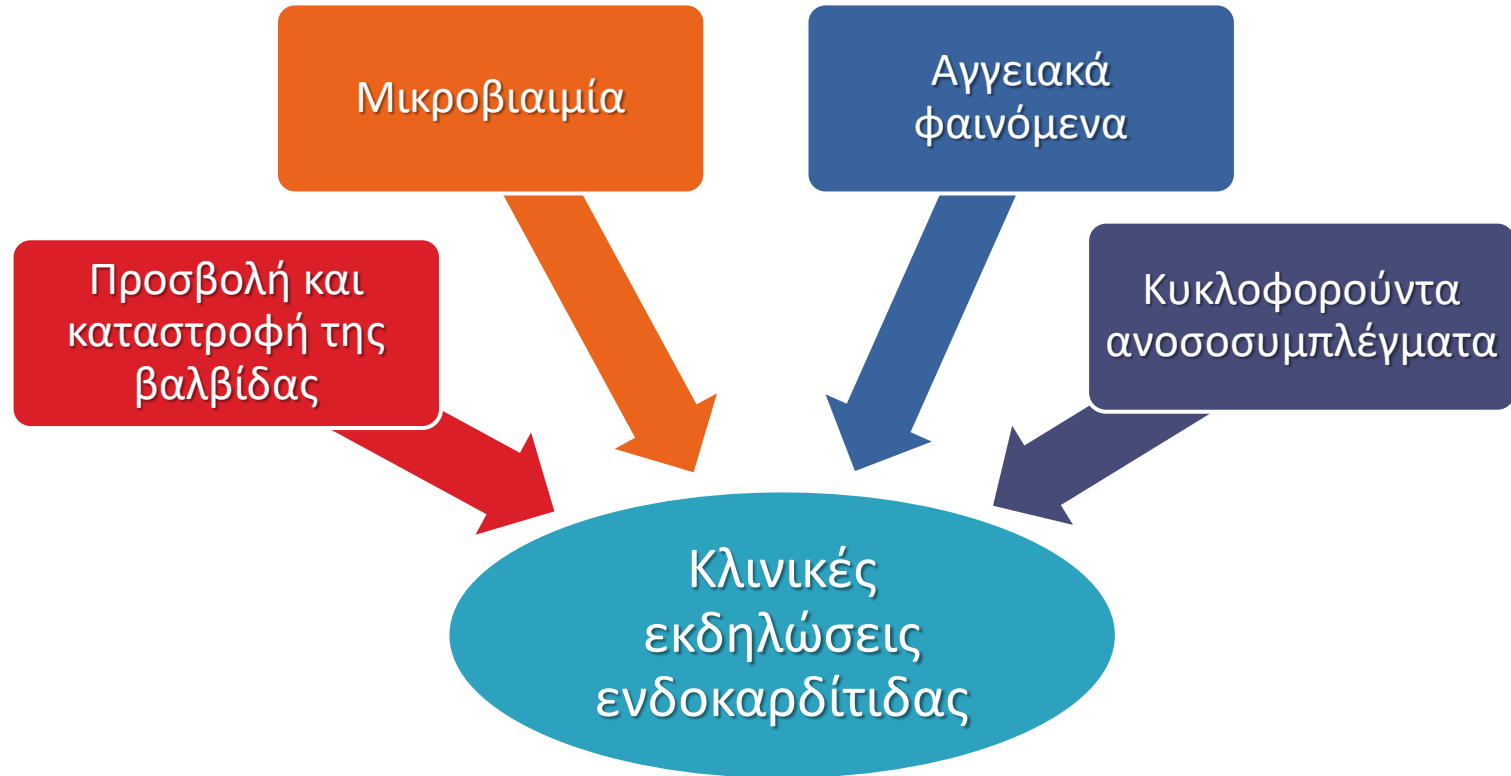 Μικροβιαιμία
Αγγειακά
φαινόμενα
Προσβολή και
καταστροφή της
βαλβίδας
Κυκλοφορούντα
ανοσοσυμπλέγματα
Κλινικές
εκδηλώσεις
ενδοκαρδίτιδας